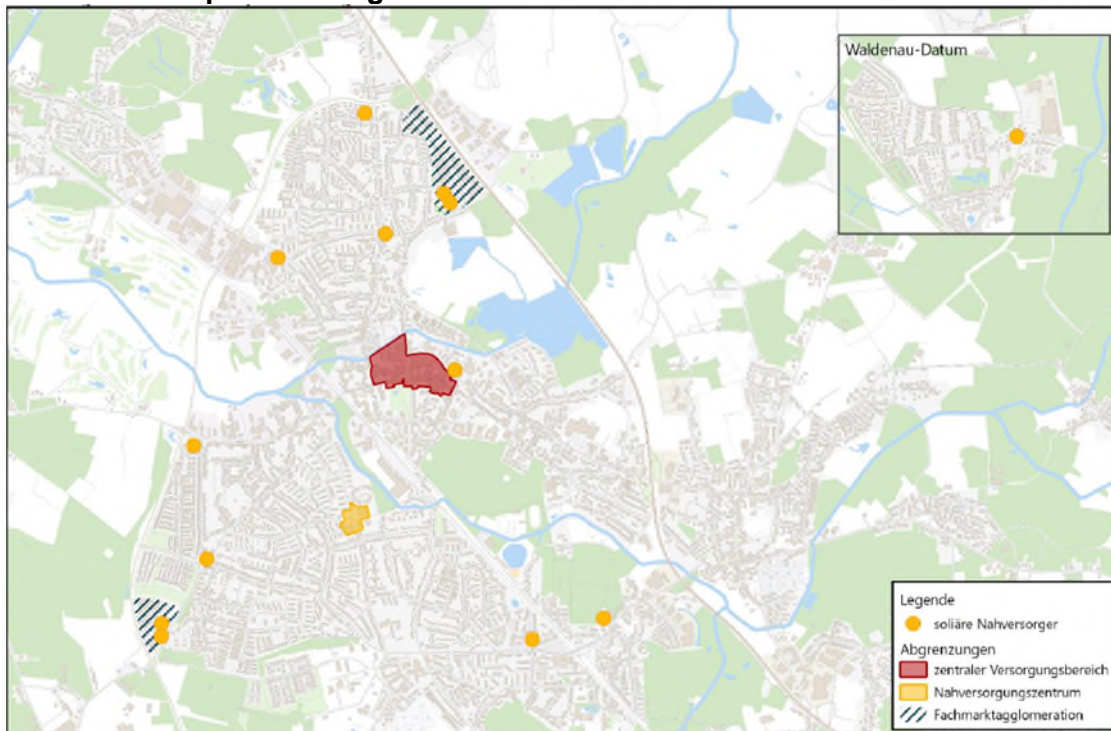 Waldenau-Datum
Legende
soliäre Nahversorger
Abgrenzungen
zentraler Versorgungsbereich
Nahversorgungszentrum
Fachmarktagglomeration